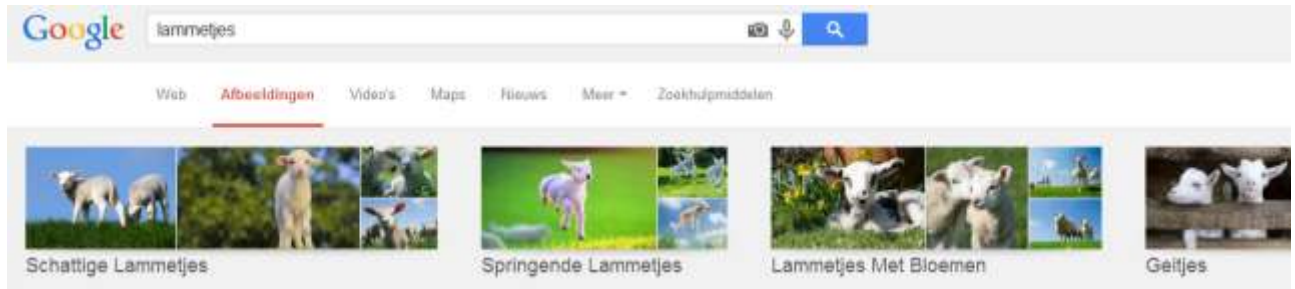 Google lammetjes
Web Afbeeldingen Video's Maps Nieuws Meer Zoekhulpmiddelen
Schattige Lammetjes Springende Lammetjes Lammetjes Met Bloemen Geitjes